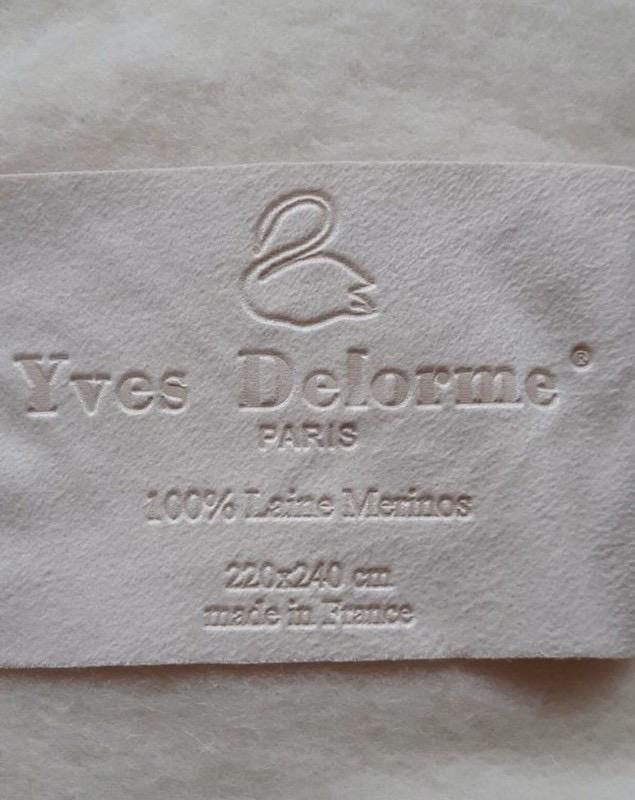 Yves Delorme®
PARIS
100% Laine Merinos
220x240 cm
made in France